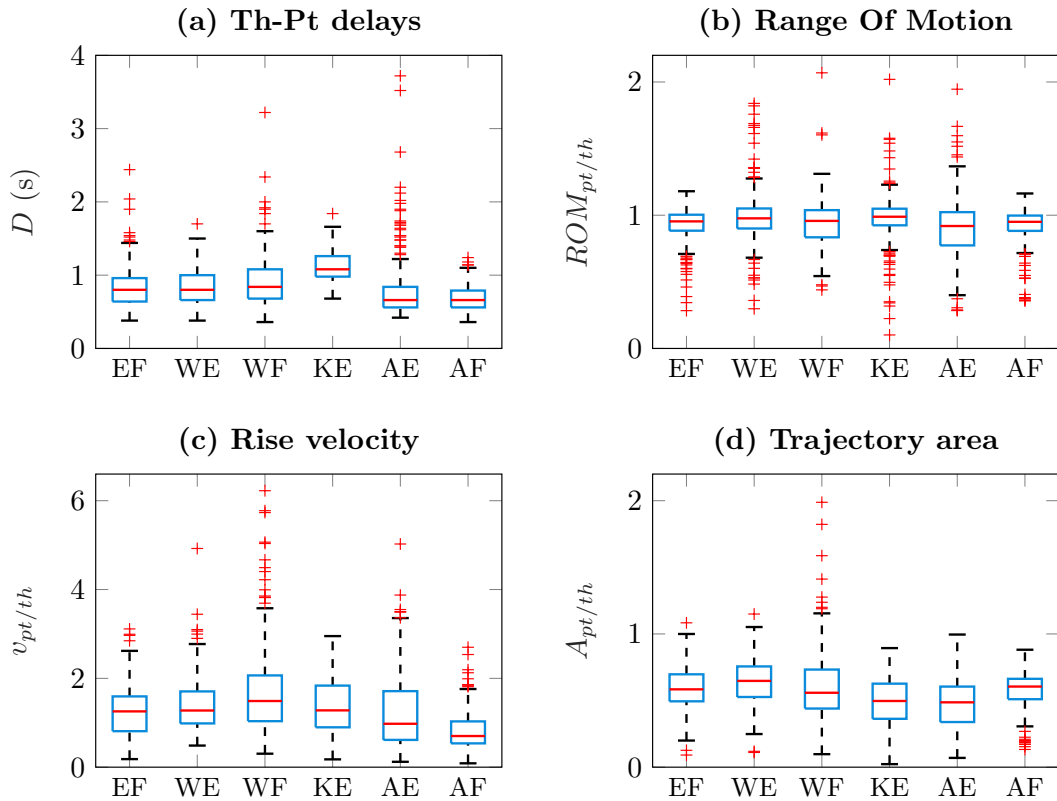 (a) Th-Pt delays
4
3
2
1
0
D (s)
EF WE WF KE AE AF
(b) Range Of Motion
2
1
0
ROM_{pt/th}
EF WE WF KE AE AF
(c) Rise velocity
6
4
2
0
v_{pt/th}
EF WE WF KE AE AF
(d) Trajectory area
2
1
0
A_{pt/th}
EF WE WF KE AE AF